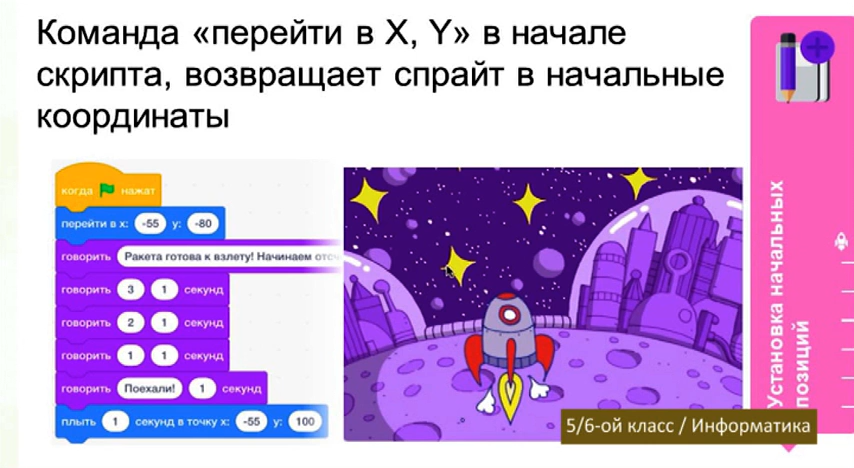 Команда «перейти в X, Y» в начале
скрипта, возвращает спрайт в начальные
координаты
когда нажат
перейти в x: -55 y: -80
говорить Ракета готова к взлету! Начинаем
говорить 3 1 секунд
говорить 2 1 секунд
говорить 1 1 секунд
говорить Поехали! 1 секунд
плыть 1 секунд в точку x: -55 y: 100
Установка начальных
позиций
5/6-ой класс / Информатика